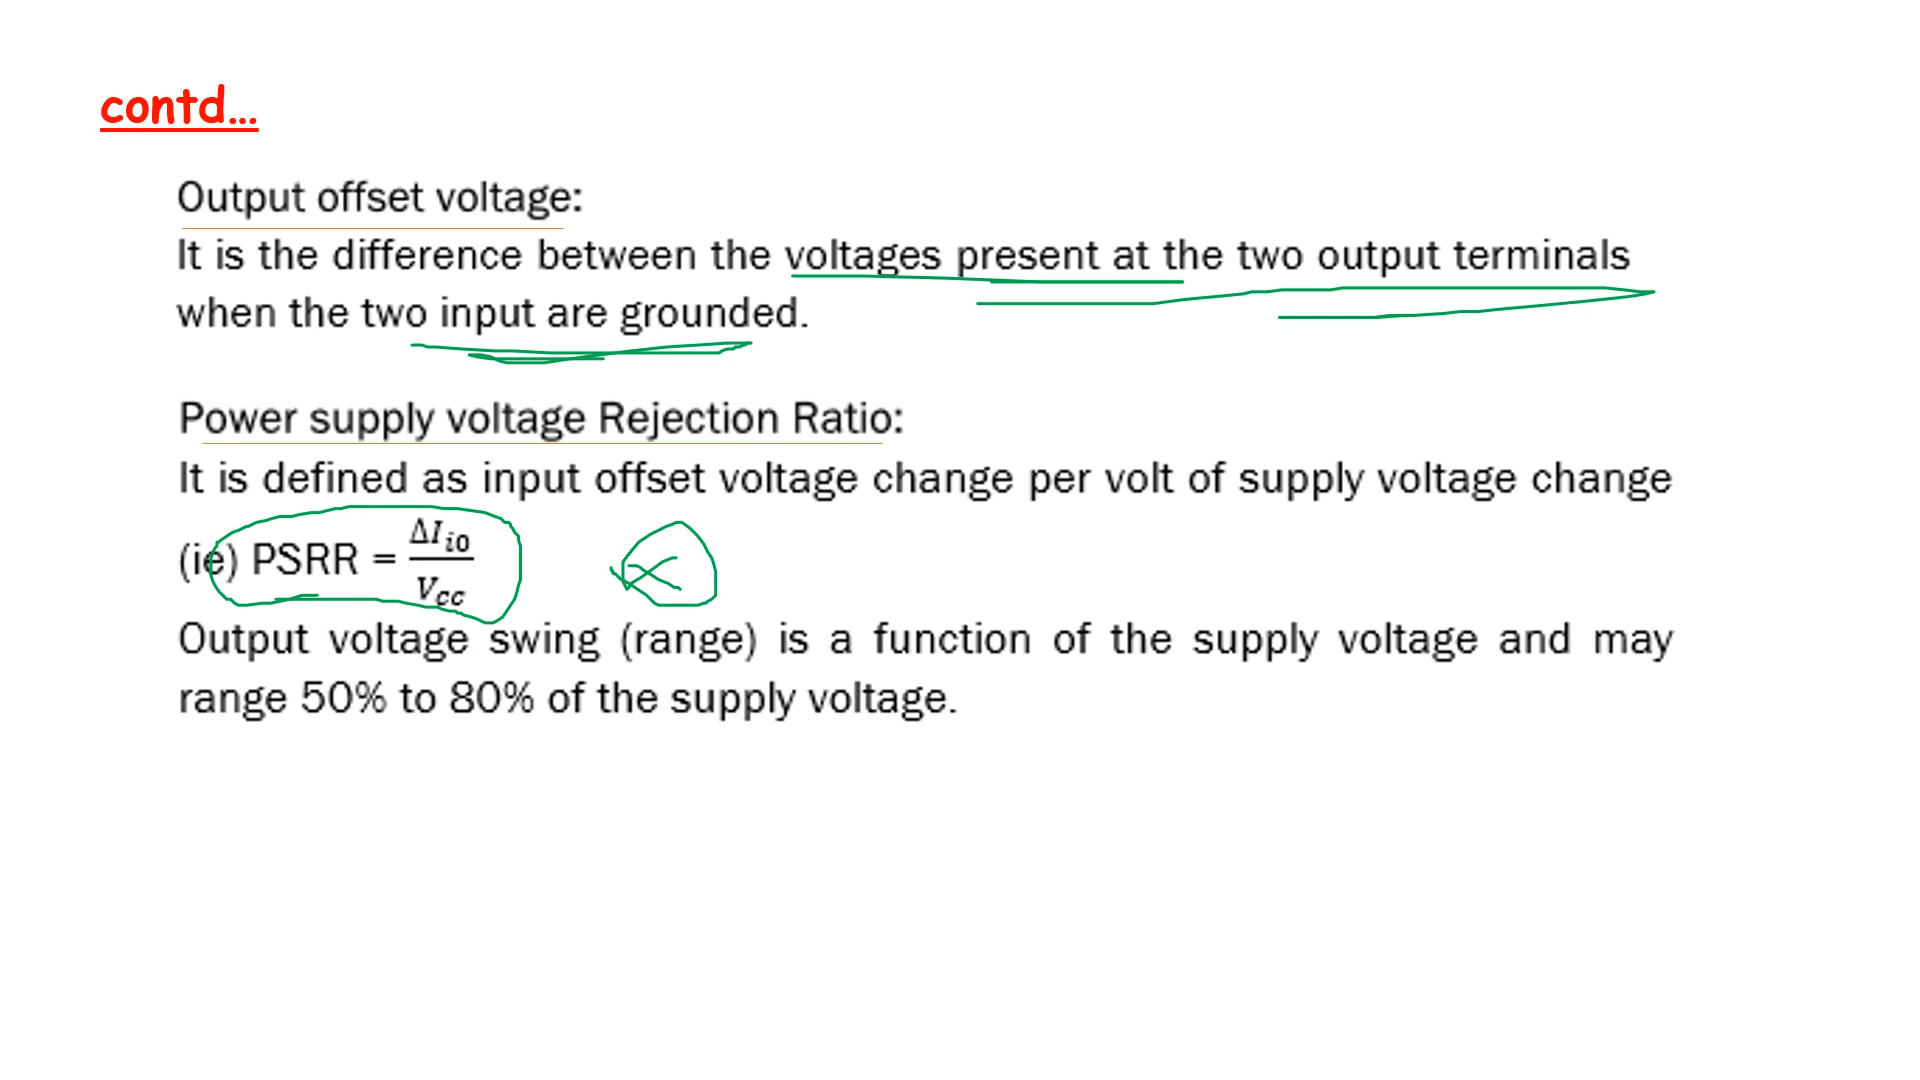 contd...
Output offset voltage:
It is the difference between the voltages present at the two output terminals
when the two input are grounded.
Power supply voltage Rejection Ratio:
It is defined as input offset voltage change per volt of supply voltage change
(ie) PSRR = ΔI_io / V_cc
Output voltage swing (range) is a function of the supply voltage and may
range 50% to 80% of the supply voltage.